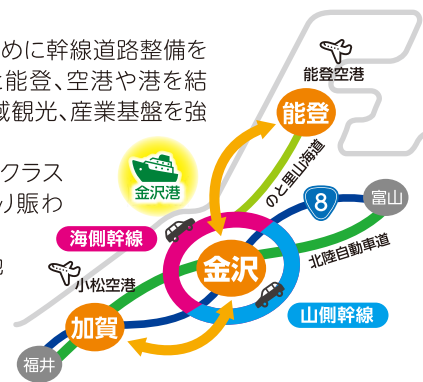 めに幹線道路整備を
能登、空港や港を結
域観光、産業基盤を強
クラス
り賑わ
能登空港
能登
金沢港
のと里山海道
8
富山
海側幹線
金沢
北陸自動車道
小松空港
加賀
山側幹線
福井